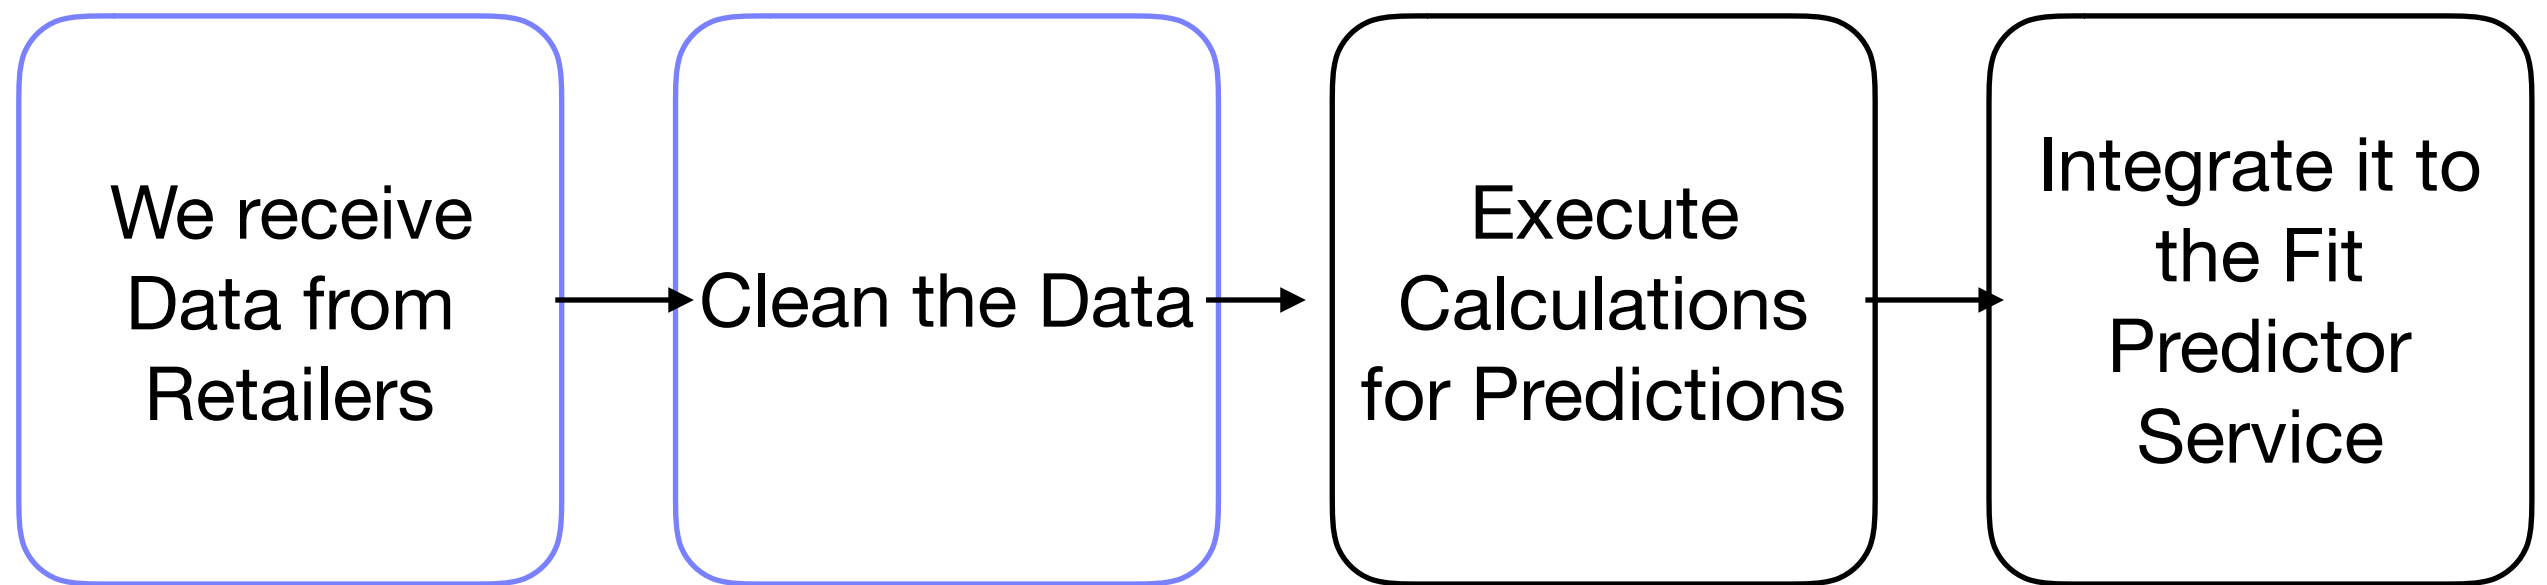 We receive
Data from
Retailers
Clean the Data
Execute
Calculations
for Predictions
Integrate it to
the Fit
Predictor
Service